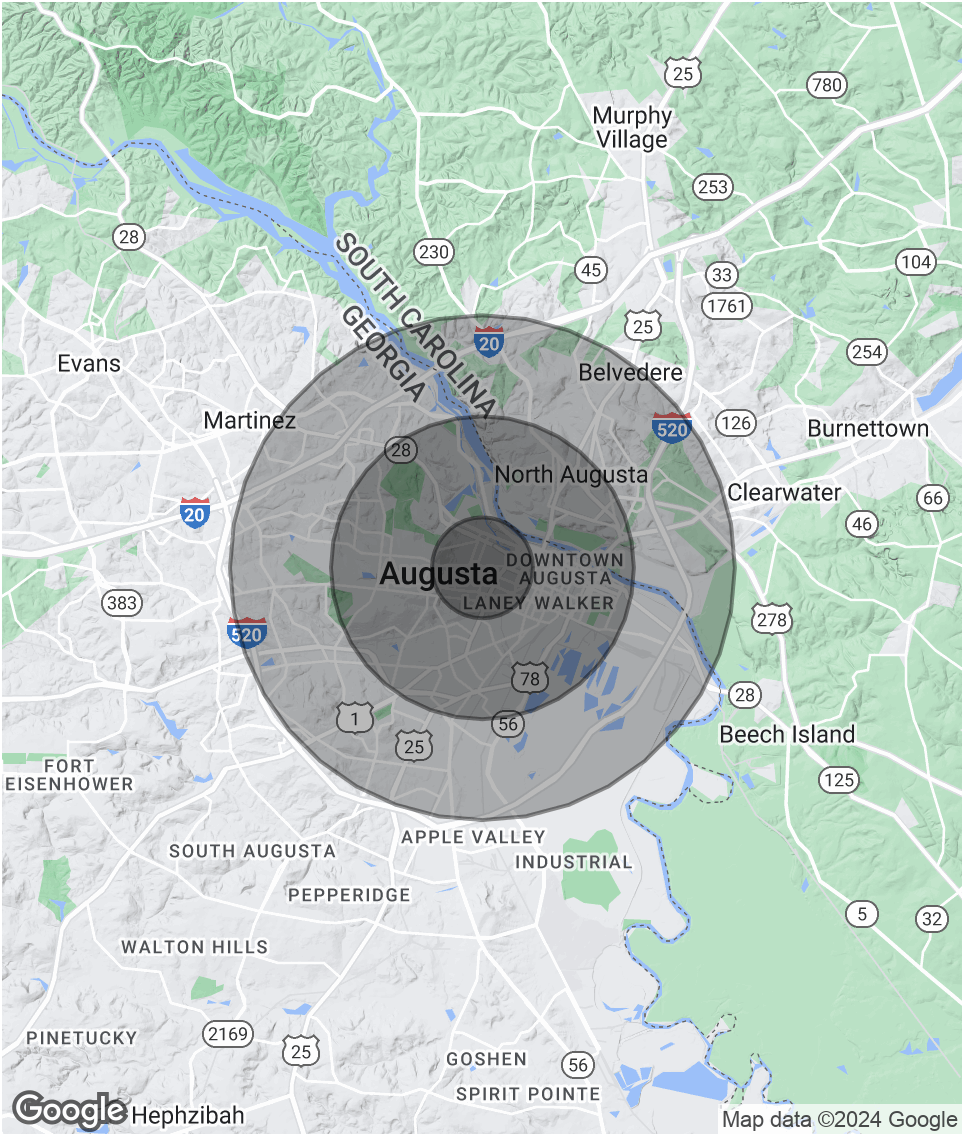 25
780
Murphy
Village
253
28
SOUTH CAROLINA
230
45
33
104
1761
GEORGIA
25
20
254
Evans
Belvedere
Martinez
520
126
Burnettown
28
North Augusta
Clearwater
66
20
46
DOWNTOWN
AUGUSTA
Augusta
LANEY WALKER
383
278
520
78
28
1
56
25
Beech Island
FORT
EISENHOWER
125
APPLE VALLEY
SOUTH AUGUSTA
INDUSTRIAL
PEPPERIDGE
5
32
WALTON HILLS
2169
PINETUCKY
25
GOSHEN
56
SPIRIT POINTE
Google
Hephzibah
Map data ©2024 Google